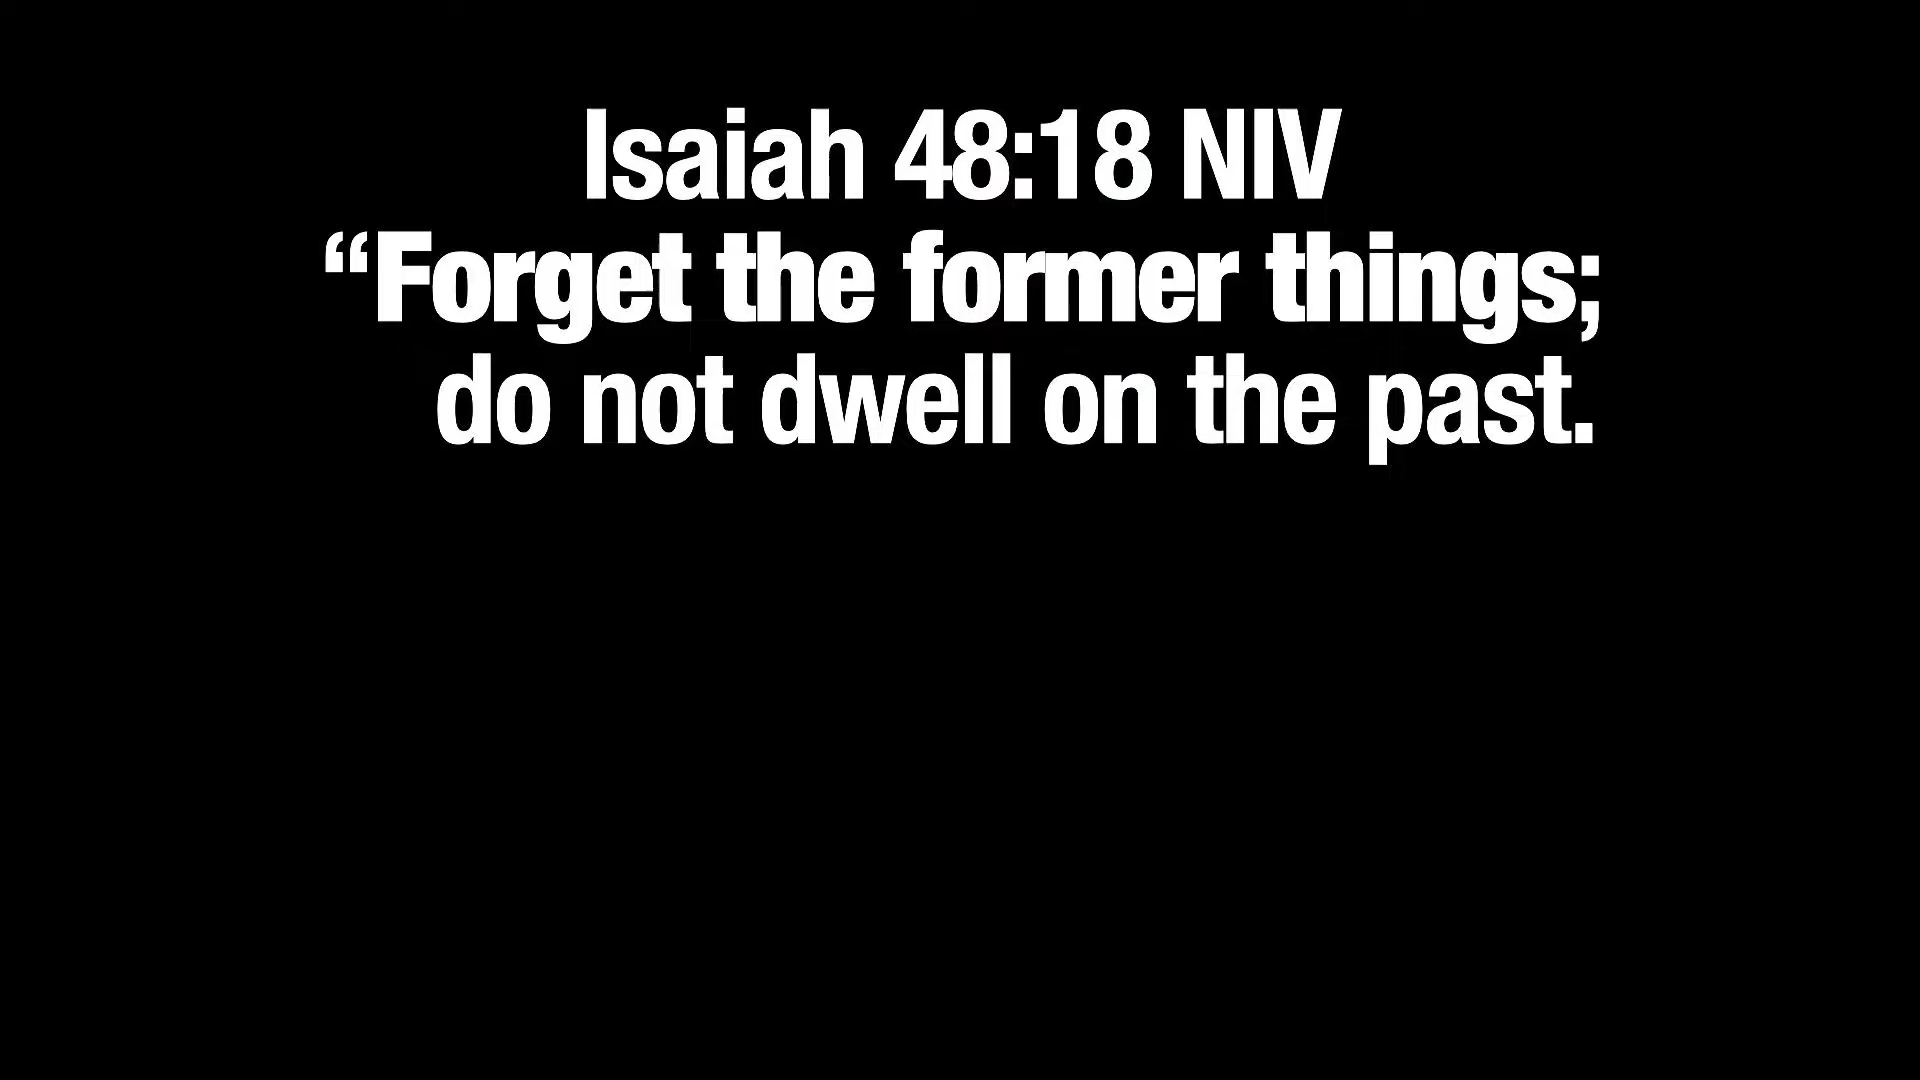 Isaiah 48:18 NIV
“Forget the former things;
do not dwell on the past.